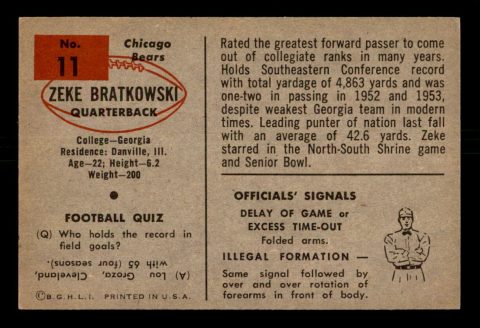 No.
11
Chicago
Bears
ZEKE BRATKOWSKI
QUARTERBACK
College—Georgia
Residence: Danville, Ill.
Age—22; Height—6.2
Weight—200
FOOTBALL QUIZ
(Q) Who holds the record in
field goals?
(A) Lou Groza, Cleveland,
with 65 (four seasons).
©B.G.H.L.I. PRINTED IN U.S.A.
Rated the greatest forward passer to come
out of collegiate ranks in many years.
Holds Southeastern Conference record
with total yardage of 4,863 yards and was
one-two in passing in 1952 and 1953,
despite weakest Georgia team in modern
times. Leading punter of nation last fall
with an average of 42.6 yards. Zeke
starred in the North-South Shrine game
and Senior Bowl.
OFFICIALS' SIGNALS
DELAY OF GAME or
EXCESS TIME-OUT
Folded arms.
ILLEGAL FORMATION —
Same signal followed by
over and over rotation of
forearms in front of body.